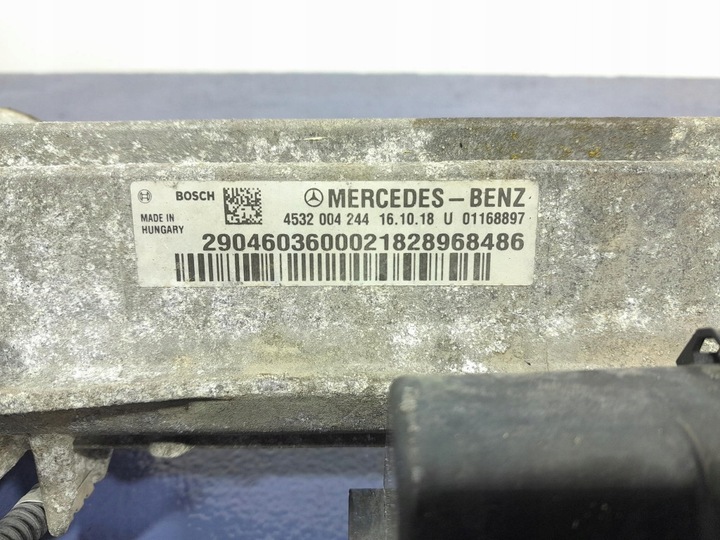 BOSCH MERCEDES-BENZ
MADE IN HUNGARY
4532 004 244 16.10.18 U 01168897
2904603600021828968486